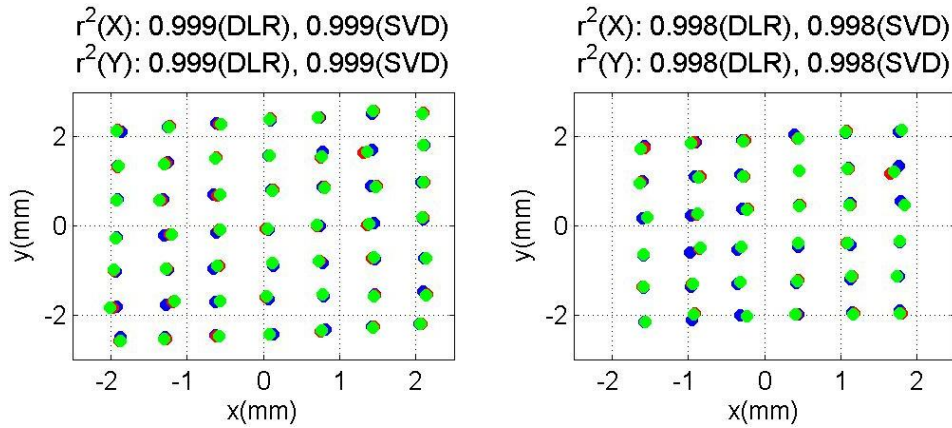 r²(X): 0.999(DLR), 0.999(SVD)
r²(Y): 0.999(DLR), 0.999(SVD)
2
0
-2
y(mm)
-2 -1 0 1 2
x(mm)
r²(X): 0.998(DLR), 0.998(SVD)
r²(Y): 0.998(DLR), 0.998(SVD)
2
0
-2
y(mm)
-2 -1 0 1 2
x(mm)